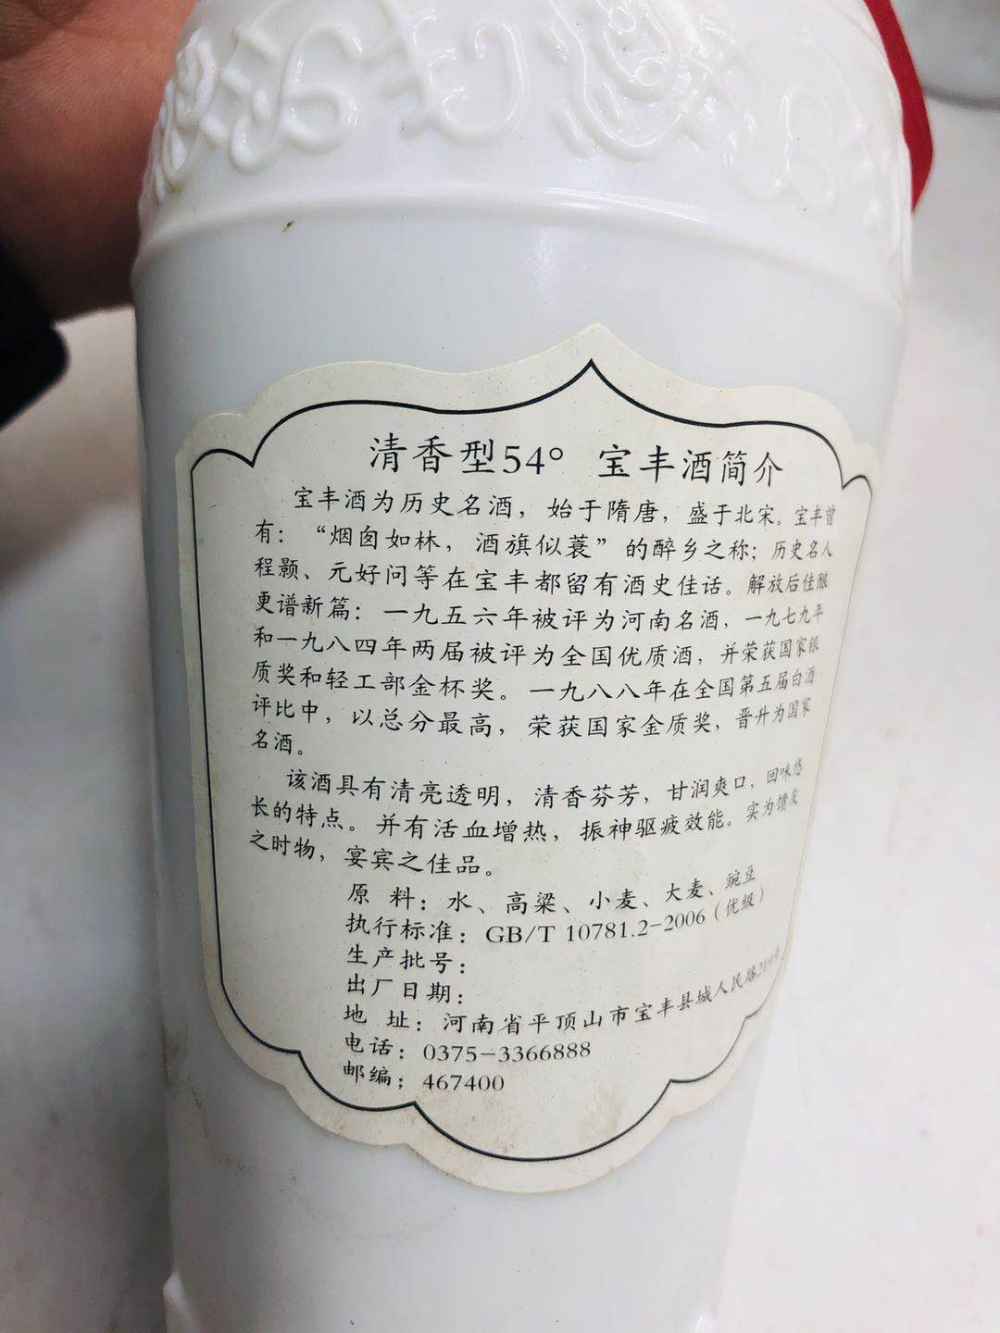 清香型54° 宝丰酒简介
宝丰酒为历史名酒，始于隋唐，盛于北宋。宝丰曾
有：“烟囱如林，酒旗似蓑”的醉乡之称；历史名人
程颢、元好问等在宝丰都留有酒史佳话。解放后佳酿
更谱新篇：一九五六年被评为河南名酒，一九七九年
和一九八四年两届被评为全国优质酒，并荣获国家银
质奖和轻工部金杯奖。一九八八年在全国第五届白酒
评比中，以总分最高，荣获国家金质奖，晋升为国家
名酒。
该酒具有清亮透明，清香芬芳，甘润爽口，回味悠
长的特点。并有活血增热，振神驱疲效能。实为馈友
之时物，宴宾之佳品。
原 料：水、高粱、小麦、大麦、豌豆
执行标准：GB/T 10781.2-2006（优级）
生产批号：
出厂日期：
地 址：河南省平顶山市宝丰县城人民路
电话：0375-3366888
邮编：467400